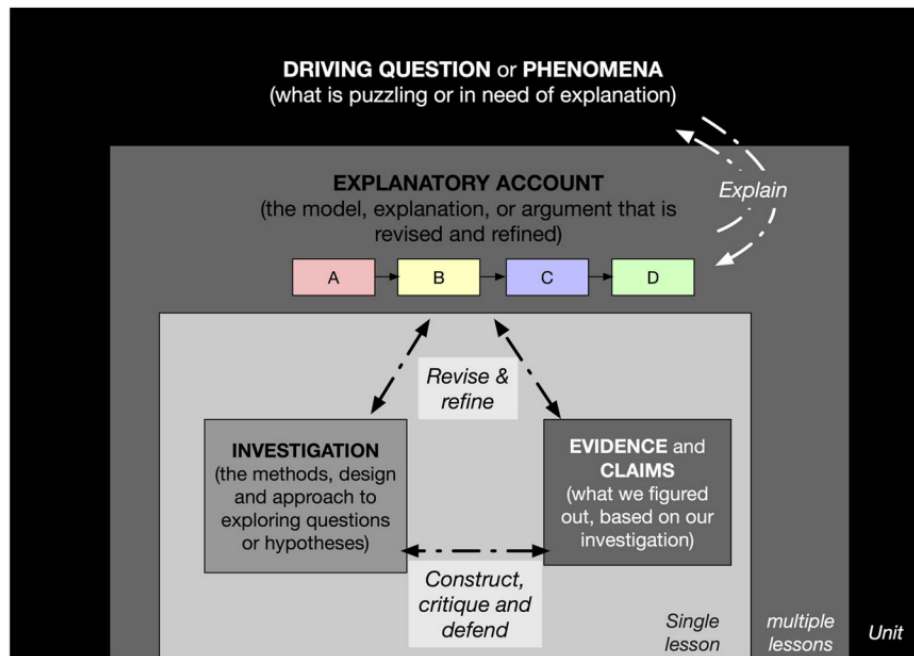 DRIVING QUESTION or PHENOMENA
(what is puzzling or in need of explanation)
Explain
EXPLANATORY ACCOUNT
(the model, explanation, or argument that is
revised and refined)
A
B
C
D
Revise &
refine
INVESTIGATION
(the methods, design
and approach to
exploring questions
or hypotheses)
EVIDENCE and
CLAIMS
(what we figured
out, based on our
investigation)
Construct,
critique and
defend
Single
lesson
multiple
lessons
Unit